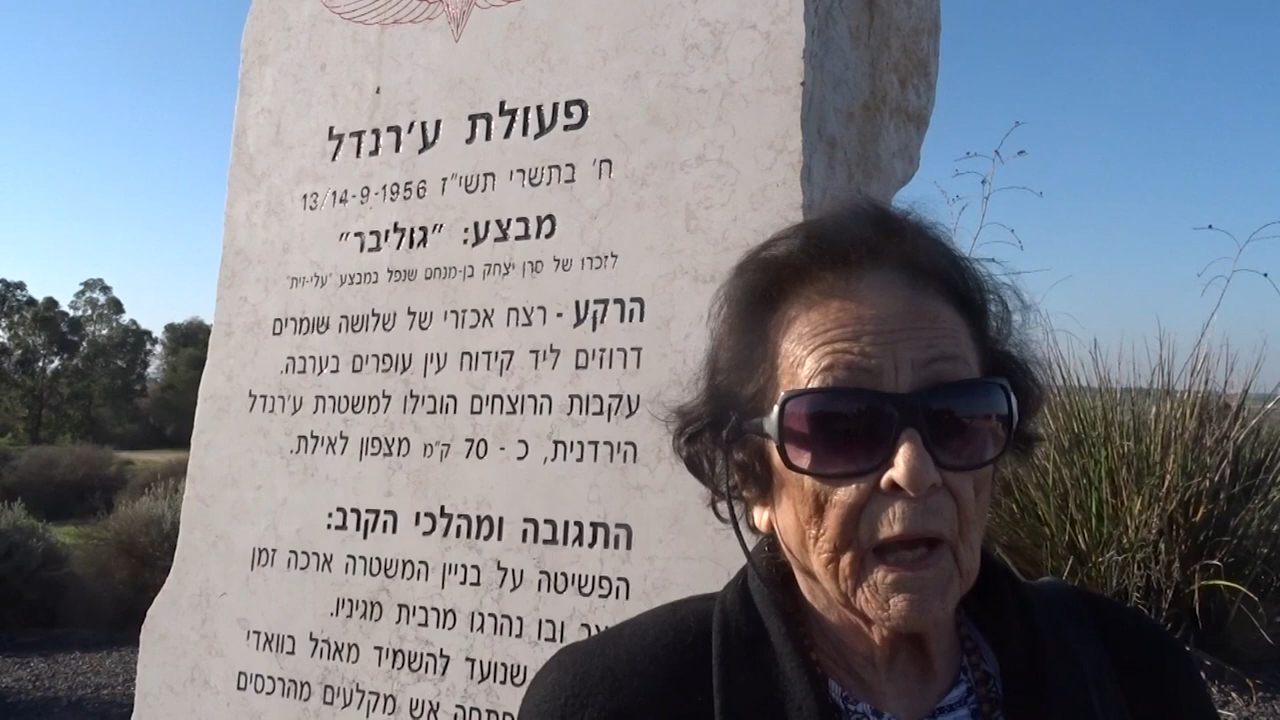 פעולת ע׳רנדל
ח׳ בתשרי תשי״ז 13/14-9-1956
מבצע: ״גוליבר״
לזכרו של סרן יצחק בן-מנחם שנפל במבצע ״עלי-זית״
הרקע - רצח אכזרי של שלושה שומרים
דרוזים ליד קידוח עין עופרים בערבה.
עקבות הרוצחים הובילו למשטרת ע׳רנדל
הירדנית, כ - 70 ק״מ מצפון לאילת.
התגובה ומהלכי הקרב:
הפשיטה על בניין המשטרה ארכה זמן
ובו נהרגו מרבית מגיניו.
שנועד להשמיד מאהל בוואדי
אש מקלעים מהרכסים